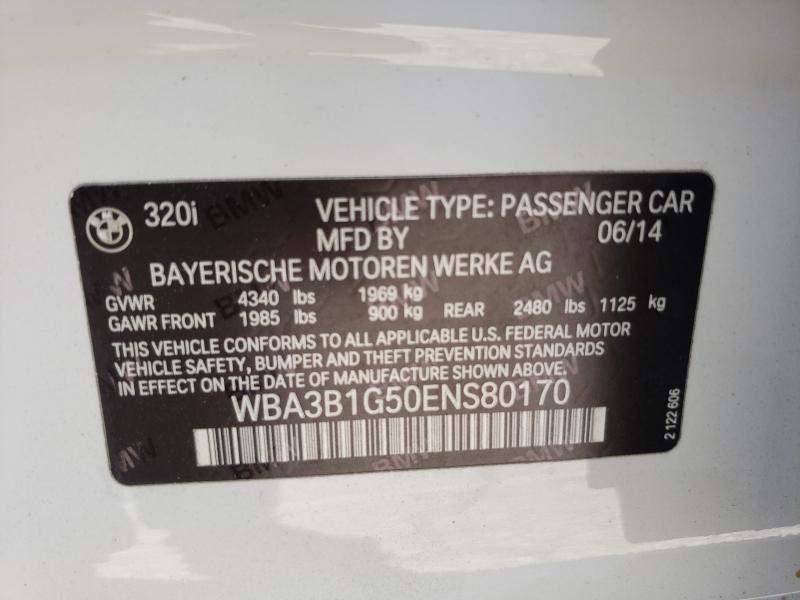 BMW 320i VEHICLE TYPE: PASSENGER CAR
MFD BY 06/14
BAYERISCHE MOTOREN WERKE AG
GVWR 4340 lbs 1969 kg
GAWR FRONT 1985 lbs 900 kg REAR 2480 lbs 1125 kg
THIS VEHICLE CONFORMS TO ALL APPLICABLE U.S. FEDERAL MOTOR
VEHICLE SAFETY, BUMPER AND THEFT PREVENTION STANDARDS
IN EFFECT ON THE DATE OF MANUFACTURE SHOWN ABOVE.
WBA3B1G50ENS80170
2 122 606